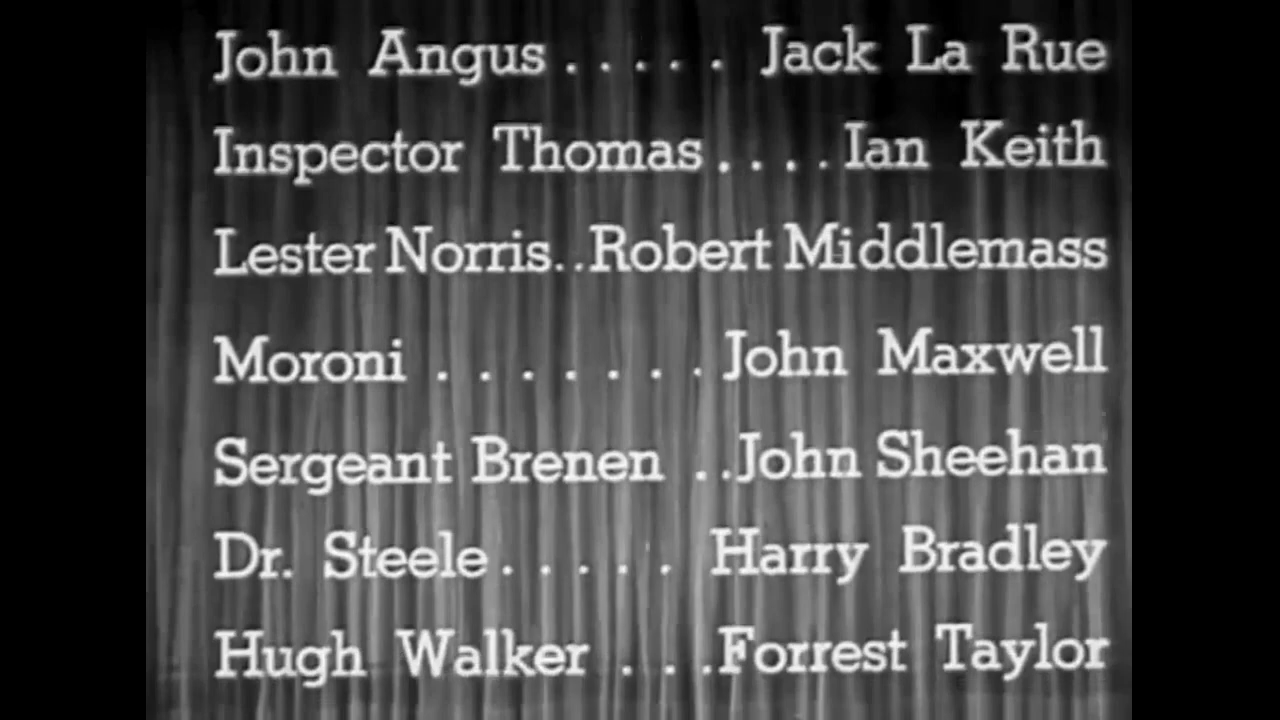 John Angus ..... Jack La Rue
Inspector Thomas .... Ian Keith
Lester Norris..Robert Middlemass
Moroni ....... John Maxwell
Sergeant Brenen ..John Sheehan
Dr. Steele..... Harry Bradley
Hugh Walker ...Forrest Taylor